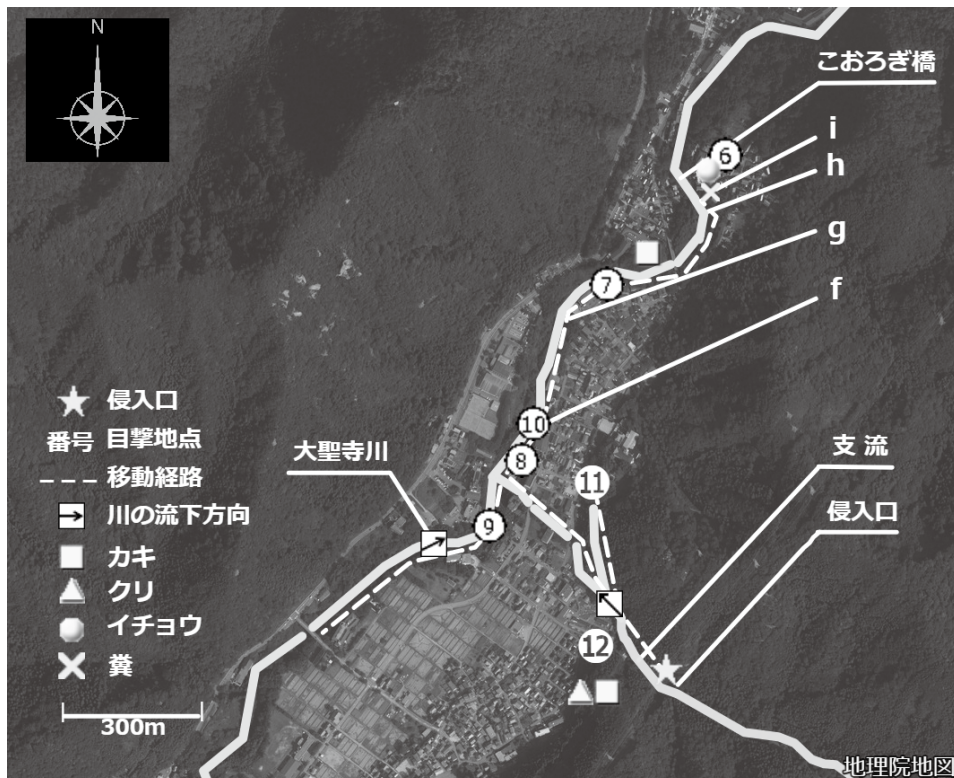 N
こおろぎ橋
6
i
h
g
7
f
侵入口
番号 目撃地点
移動経路
川の流下方向
カキ
クリ
イチョウ
糞
300m
大聖寺川
10
8
11
支流
9
侵入口
12
地理院地図